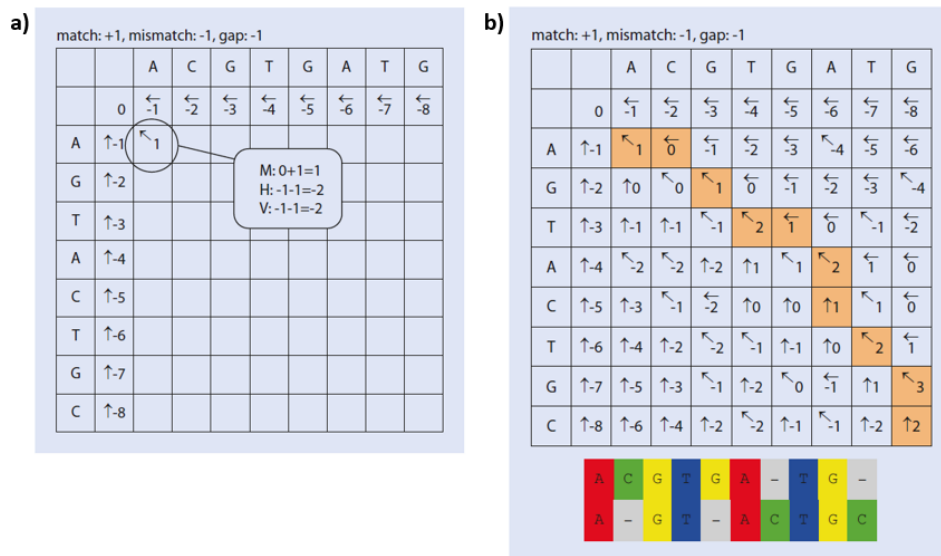 a)
match: +1, mismatch: -1, gap: -1
A C G T G A T G
0 ←-1 ←-2 ←-3 ←-4 ←-5 ←-6 ←-7 ←-8
A ↑-1 ↖1
M: 0+1=1
H: -1-1=-2
V: -1-1=-2
G ↑-2
T ↑-3
A ↑-4
C ↑-5
T ↑-6
G ↑-7
C ↑-8
b)
match: +1, mismatch: -1, gap: -1
A C G T G A T G
0 ←-1 ←-2 ←-3 ←-4 ←-5 ←-6 ←-7 ←-8
A ↑-1 ↖1 ←0 ←-1 ←-2 ←-3 ↖-4 ←-5 ←-6
G ↑-2 ↑0 ↖0 ↖1 ←0 ←-1 ←-2 ←-3 ↖-4
T ↑-3 ↑-1 ↑-1 ↖-1 ↖2 ←1 ←0 ↖-1 ←-2
A ↑-4 ↖-2 ↖-2 ↑-2 ↑1 ↖1 ↖2 ←1 ←0
C ↑-5 ↑-3 ↖-1 ←-2 ↑0 ↑0 ↑1 ↖1 ←0
T ↑-6 ↑-4 ↑-2 ↖-2 ↖-1 ↑-1 ↑0 ↖2 ←1
G ↑-7 ↑-5 ↑-3 ↖-1 ↑-2 ↖0 ←-1 ↑1 ↖3
C ↑-8 ↑-6 ↑-4 ↑-2 ↖-2 ↑-1 ↖-1 ↑-2 ↑2
A C G T G A - T G -
A - G T - A C T G C